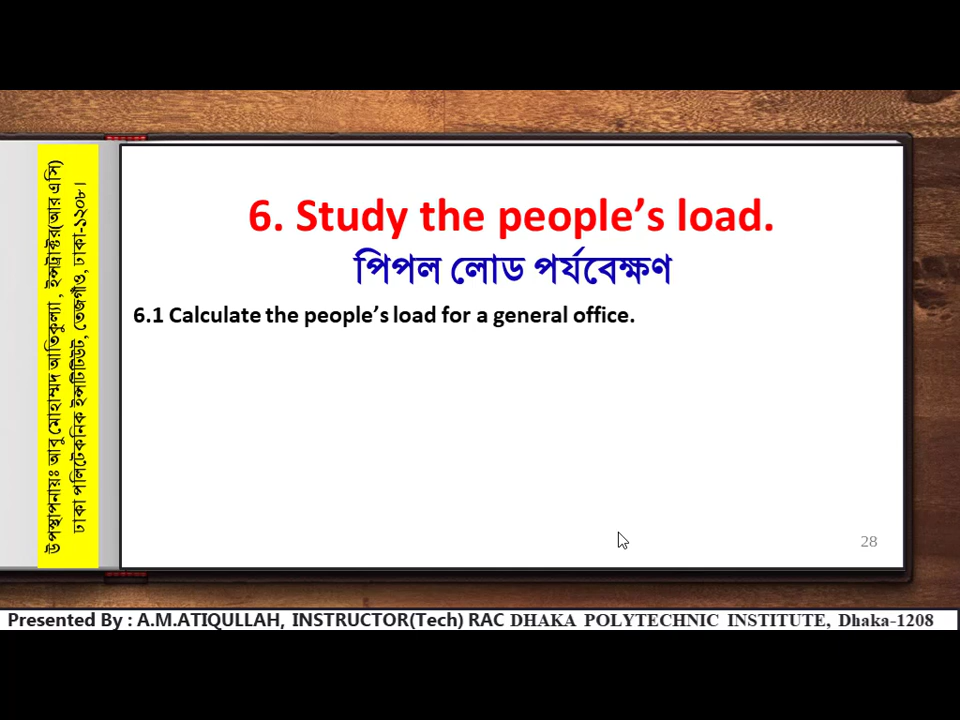 6. Study the people’s load.
পিপল লোড পর্যবেক্ষণ
6.1 Calculate the people’s load for a general office.
28
উপস্থাপনায়ঃ আবু মোহাম্মদ আতিকুল্যা , ইন্সট্রাক্টর(আর এসি)
ঢাকা পলিটেকনিক ইন্সটিটিউট, তেজগাঁও, ঢাকা-১২০৮।
Presented By : A.M.ATIQULLAH, INSTRUCTOR(Tech) RAC DHAKA POLYTECHNIC INSTITUTE, Dhaka-1208